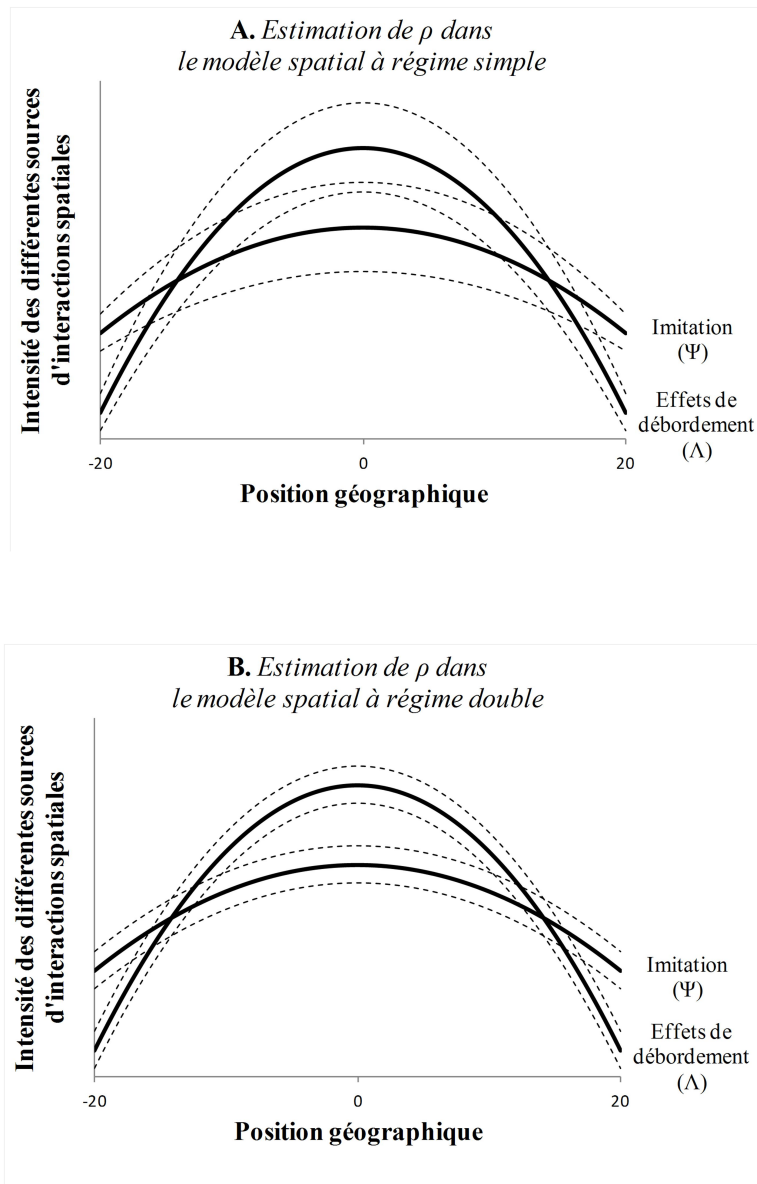 A. Estimation de ρ dans
le modèle spatial à régime simple
Intensité des différentes sources
d'interactions spatiales
Imitation
(Ψ)
Effets de
débordement
(Λ)
-20
0
20
Position géographique
B. Estimation de ρ dans
le modèle spatial à régime double
Intensité des différentes sources
d'interactions spatiales
Imitation
(Ψ)
Effets de
débordement
(Λ)
-20
0
20
Position géographique